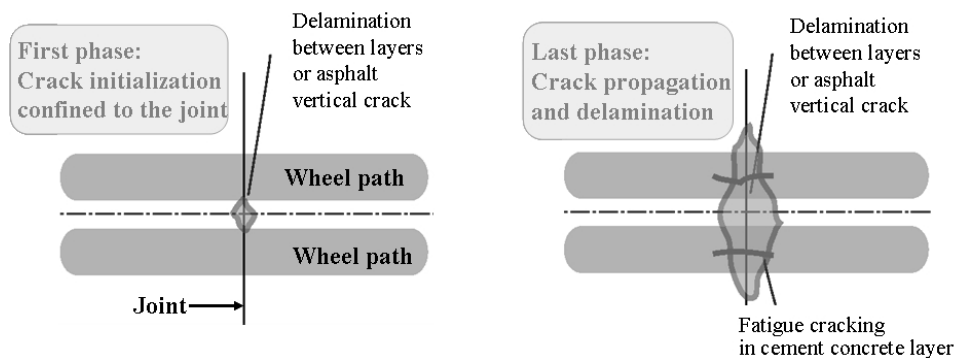 First phase:
Crack initialization
confined to the joint
Delamination
between layers
or asphalt
vertical crack
Wheel path
Wheel path
Joint
Last phase:
Crack propagation
and delamination
Delamination
between layers
or asphalt
vertical crack
Fatigue cracking
in cement concrete layer